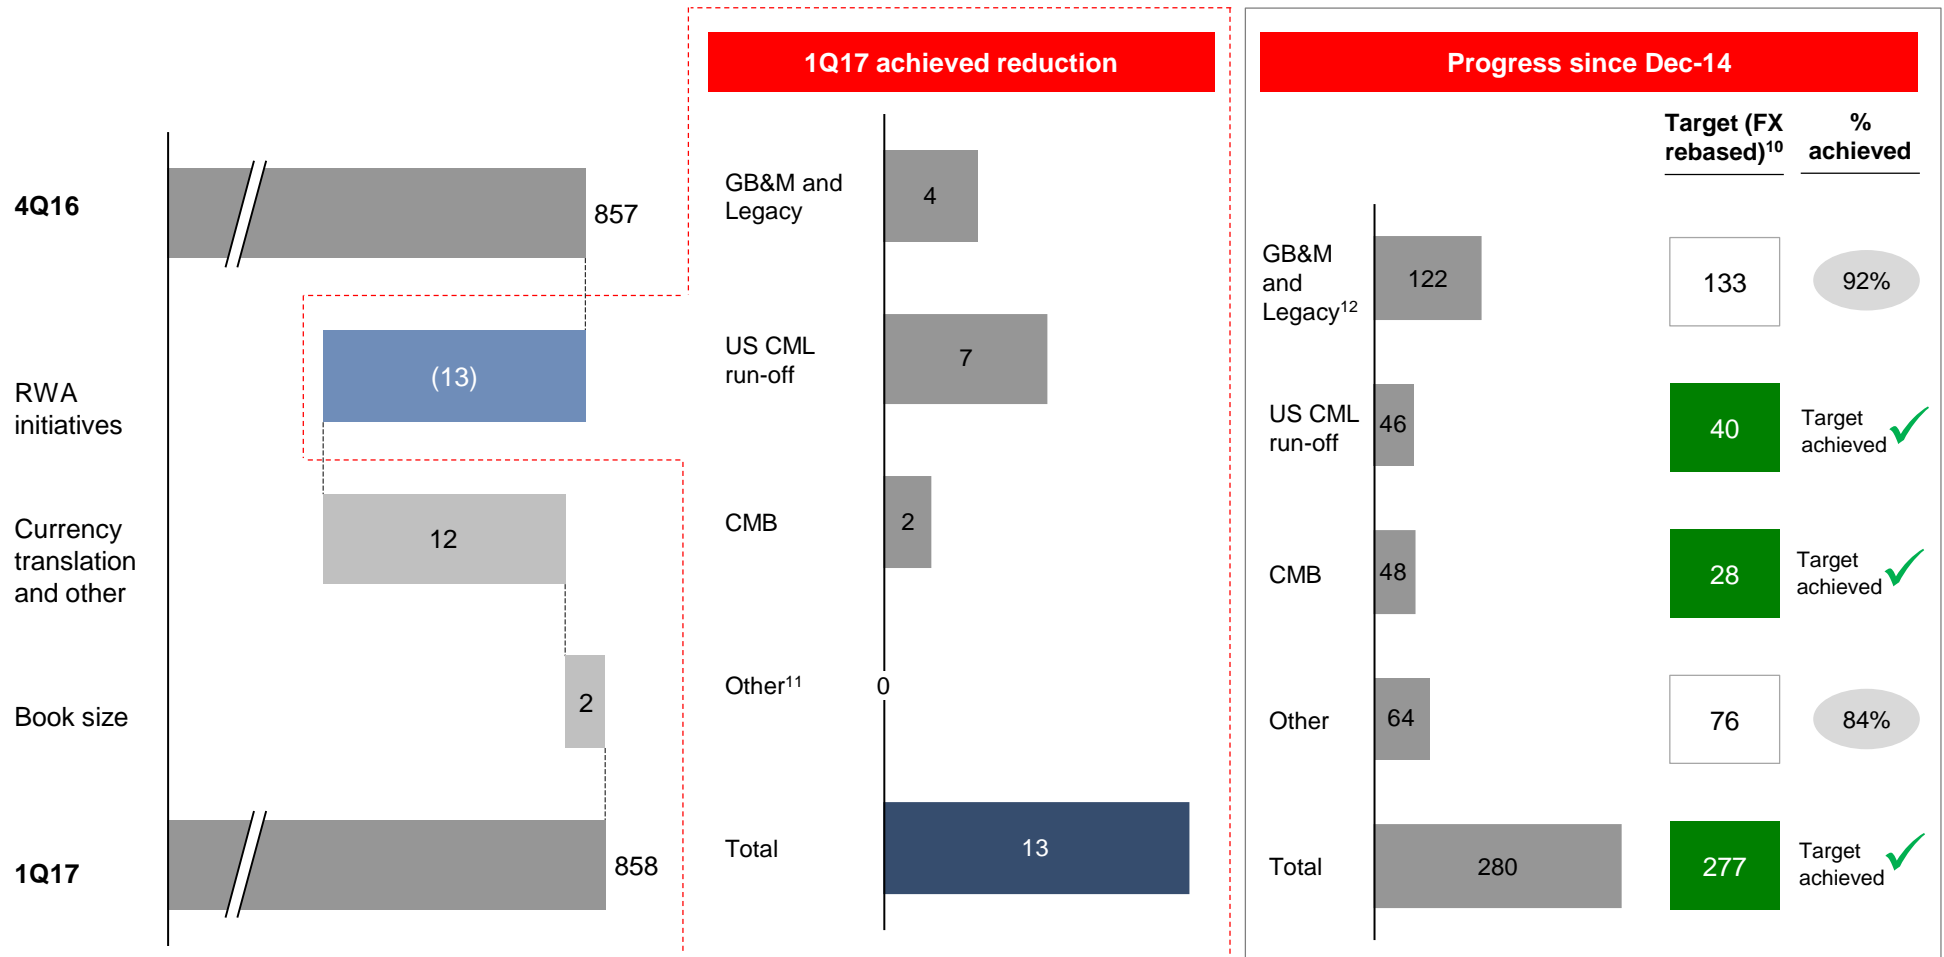 4Q16
857
RWA
initiatives
(13)
Currency
translation
and other
12
Book size
2
1Q17
858
1Q17 achieved reduction
GB&M and
Legacy
4
US CML
run-off
7
CMB
2
Other11
0
Total
13
Progress since Dec-14
Target (FX
rebased)10
%
achieved
GB&M
and
Legacy12
122
133
92%
US CML
run-off
46
40
Target
achieved
CMB
48
28
Target
achieved
Other
64
76
84%
Total
280
277
Target
achieved